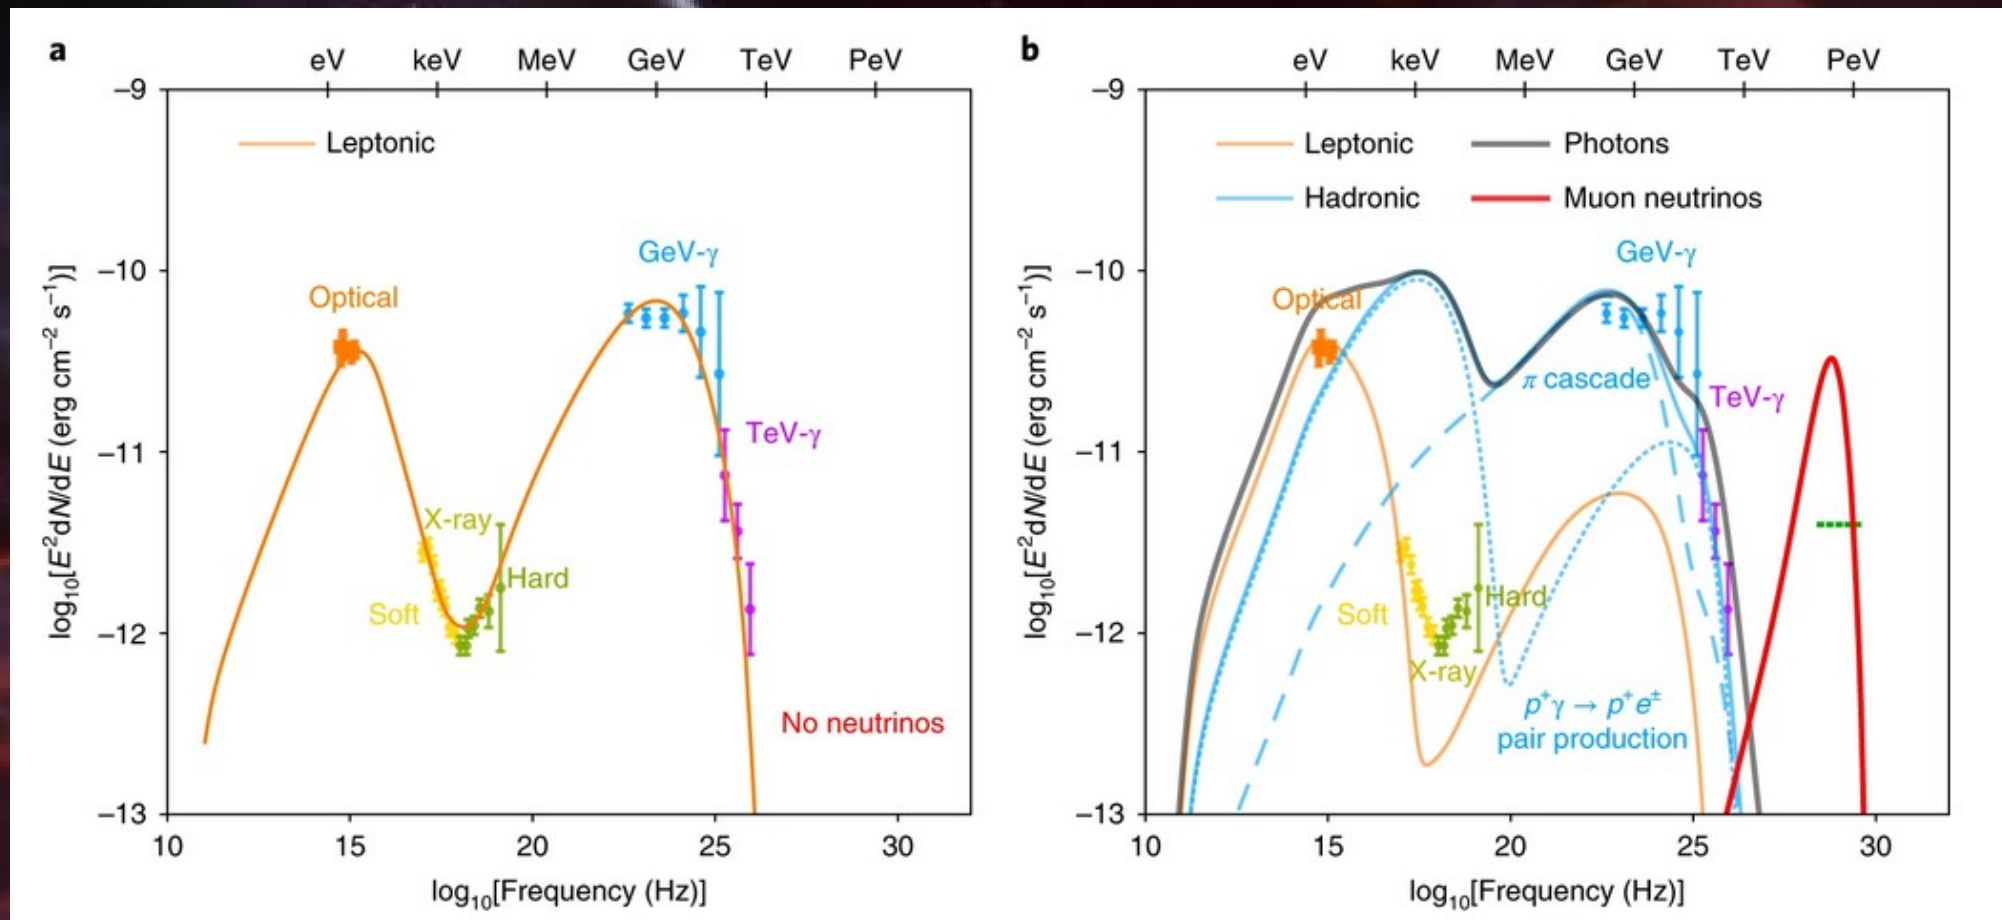 a
eV keV MeV GeV TeV PeV
−9
Leptonic
GeV-γ
−10
Optical
TeV-γ
−11
X-ray
Hard
Soft
−12
No neutrinos
−13
10 15 20 25 30
log₁₀[Frequency (Hz)]
log₁₀[E²dN/dE (erg cm⁻² s⁻¹)]
b
eV keV MeV GeV TeV PeV
−9
Leptonic Photons
Hadronic Muon neutrinos
GeV-γ
−10
Optical
π cascade
TeV-γ
−11
Hard
Soft
−12
X-ray
p⁺γ → p⁺e±
pair production
−13
10 15 20 25 30
log₁₀[Frequency (Hz)]
log₁₀[E²dN/dE (erg cm⁻² s⁻¹)]